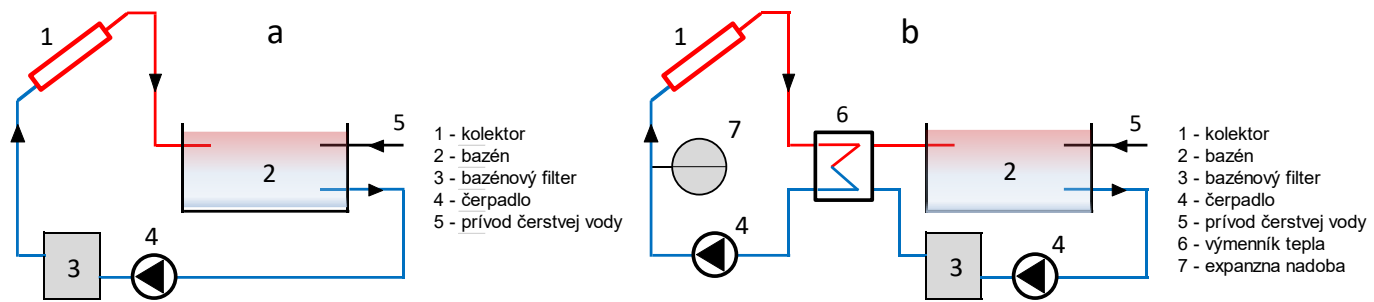 a
1
2
3
4
5
1 - kolektor
2 - bazén
3 - bazénový filter
4 - čerpadlo
5 - prívod čerstvej vody
b
1
7
6
2
5
4
3
4
1 - kolektor
2 - bazén
3 - bazénový filter
4 - čerpadlo
5 - prívod čerstvej vody
6 - výmenník tepla
7 - expanzna nadoba